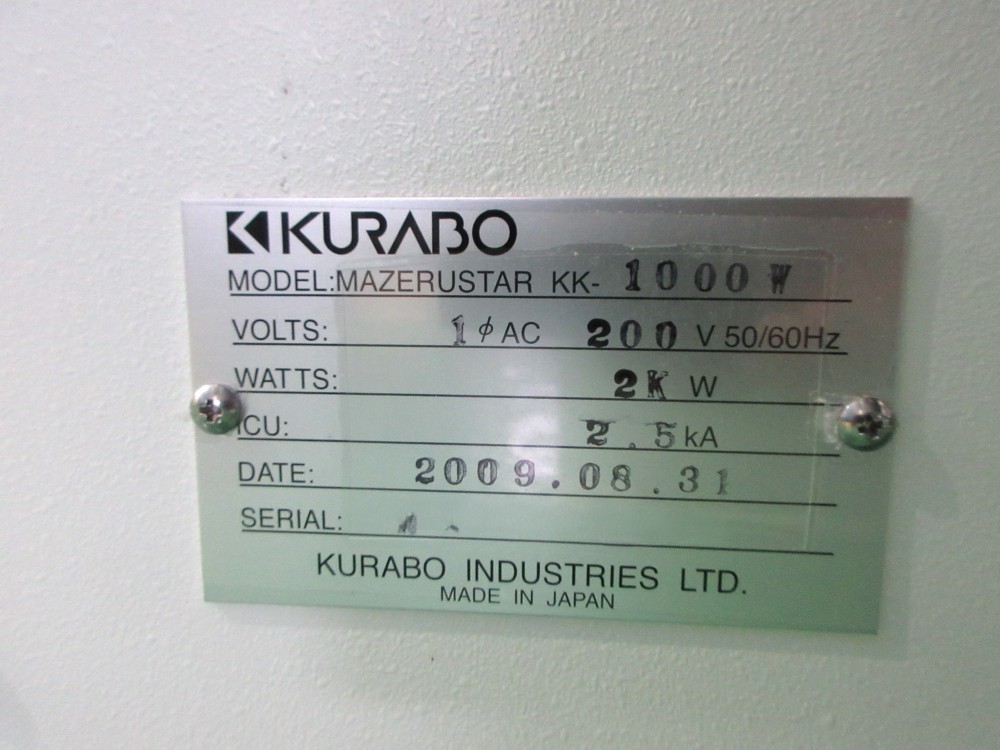 KURABO
MODEL:MAZERUSTAR KK- 1000W
VOLTS: 1φAC 200 V 50/60Hz
WATTS: 2K W
ICU: 2.5kA
DATE: 2009.08.31
SERIAL:
KURABO INDUSTRIES LTD.
MADE IN JAPAN